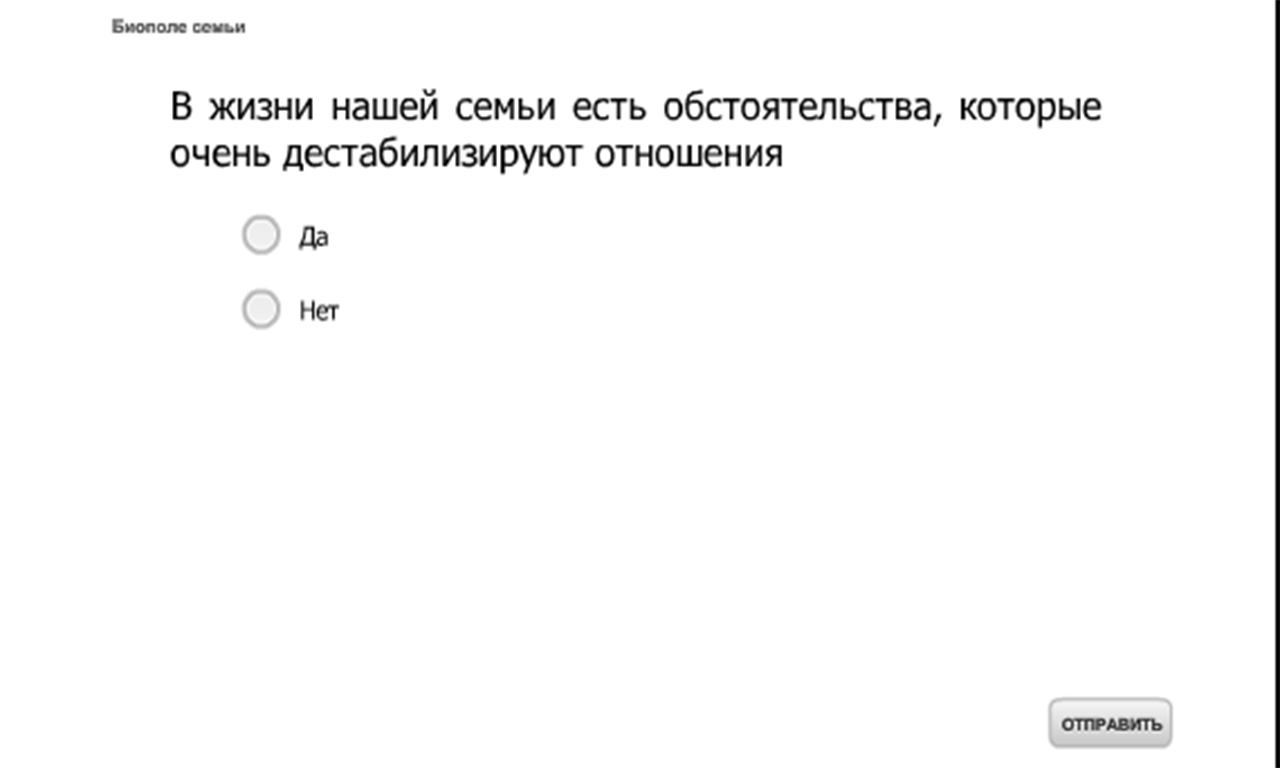 Биополе семьи
В жизни нашей семьи есть обстоятельства, которые
очень дестабилизируют отношения
Да
Нет
ОТПРАВИТЬ